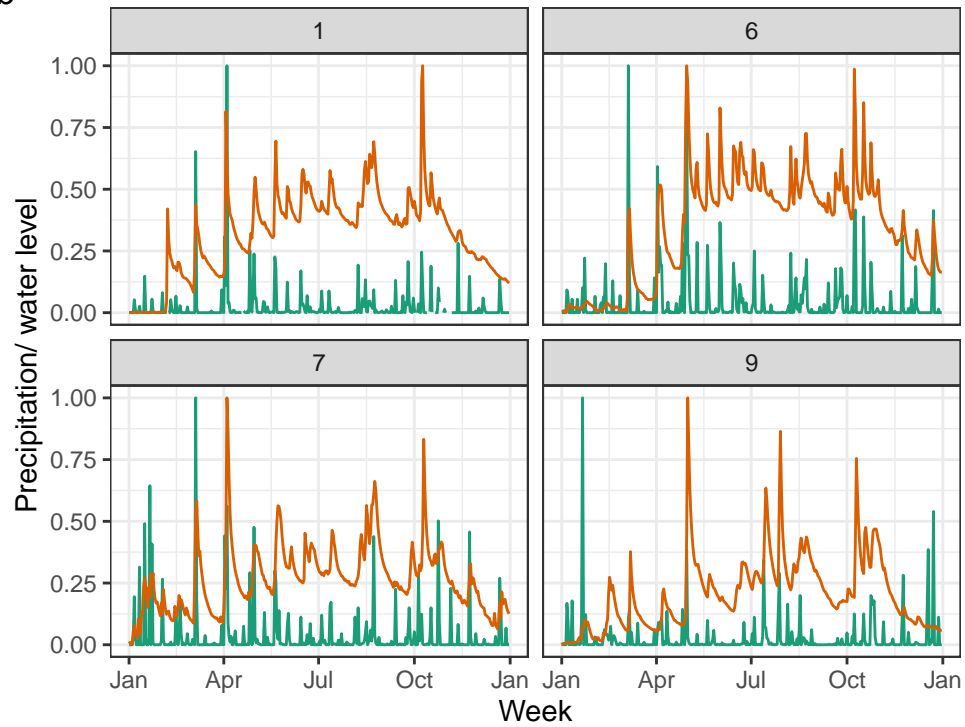 b
1
6
1.00
0.75
0.50
0.25
0.00
7
9
1.00
0.75
0.50
0.25
0.00
Precipitation/ water level
Jan Apr Jul Oct Jan
Jan Apr Jul Oct Jan
Week